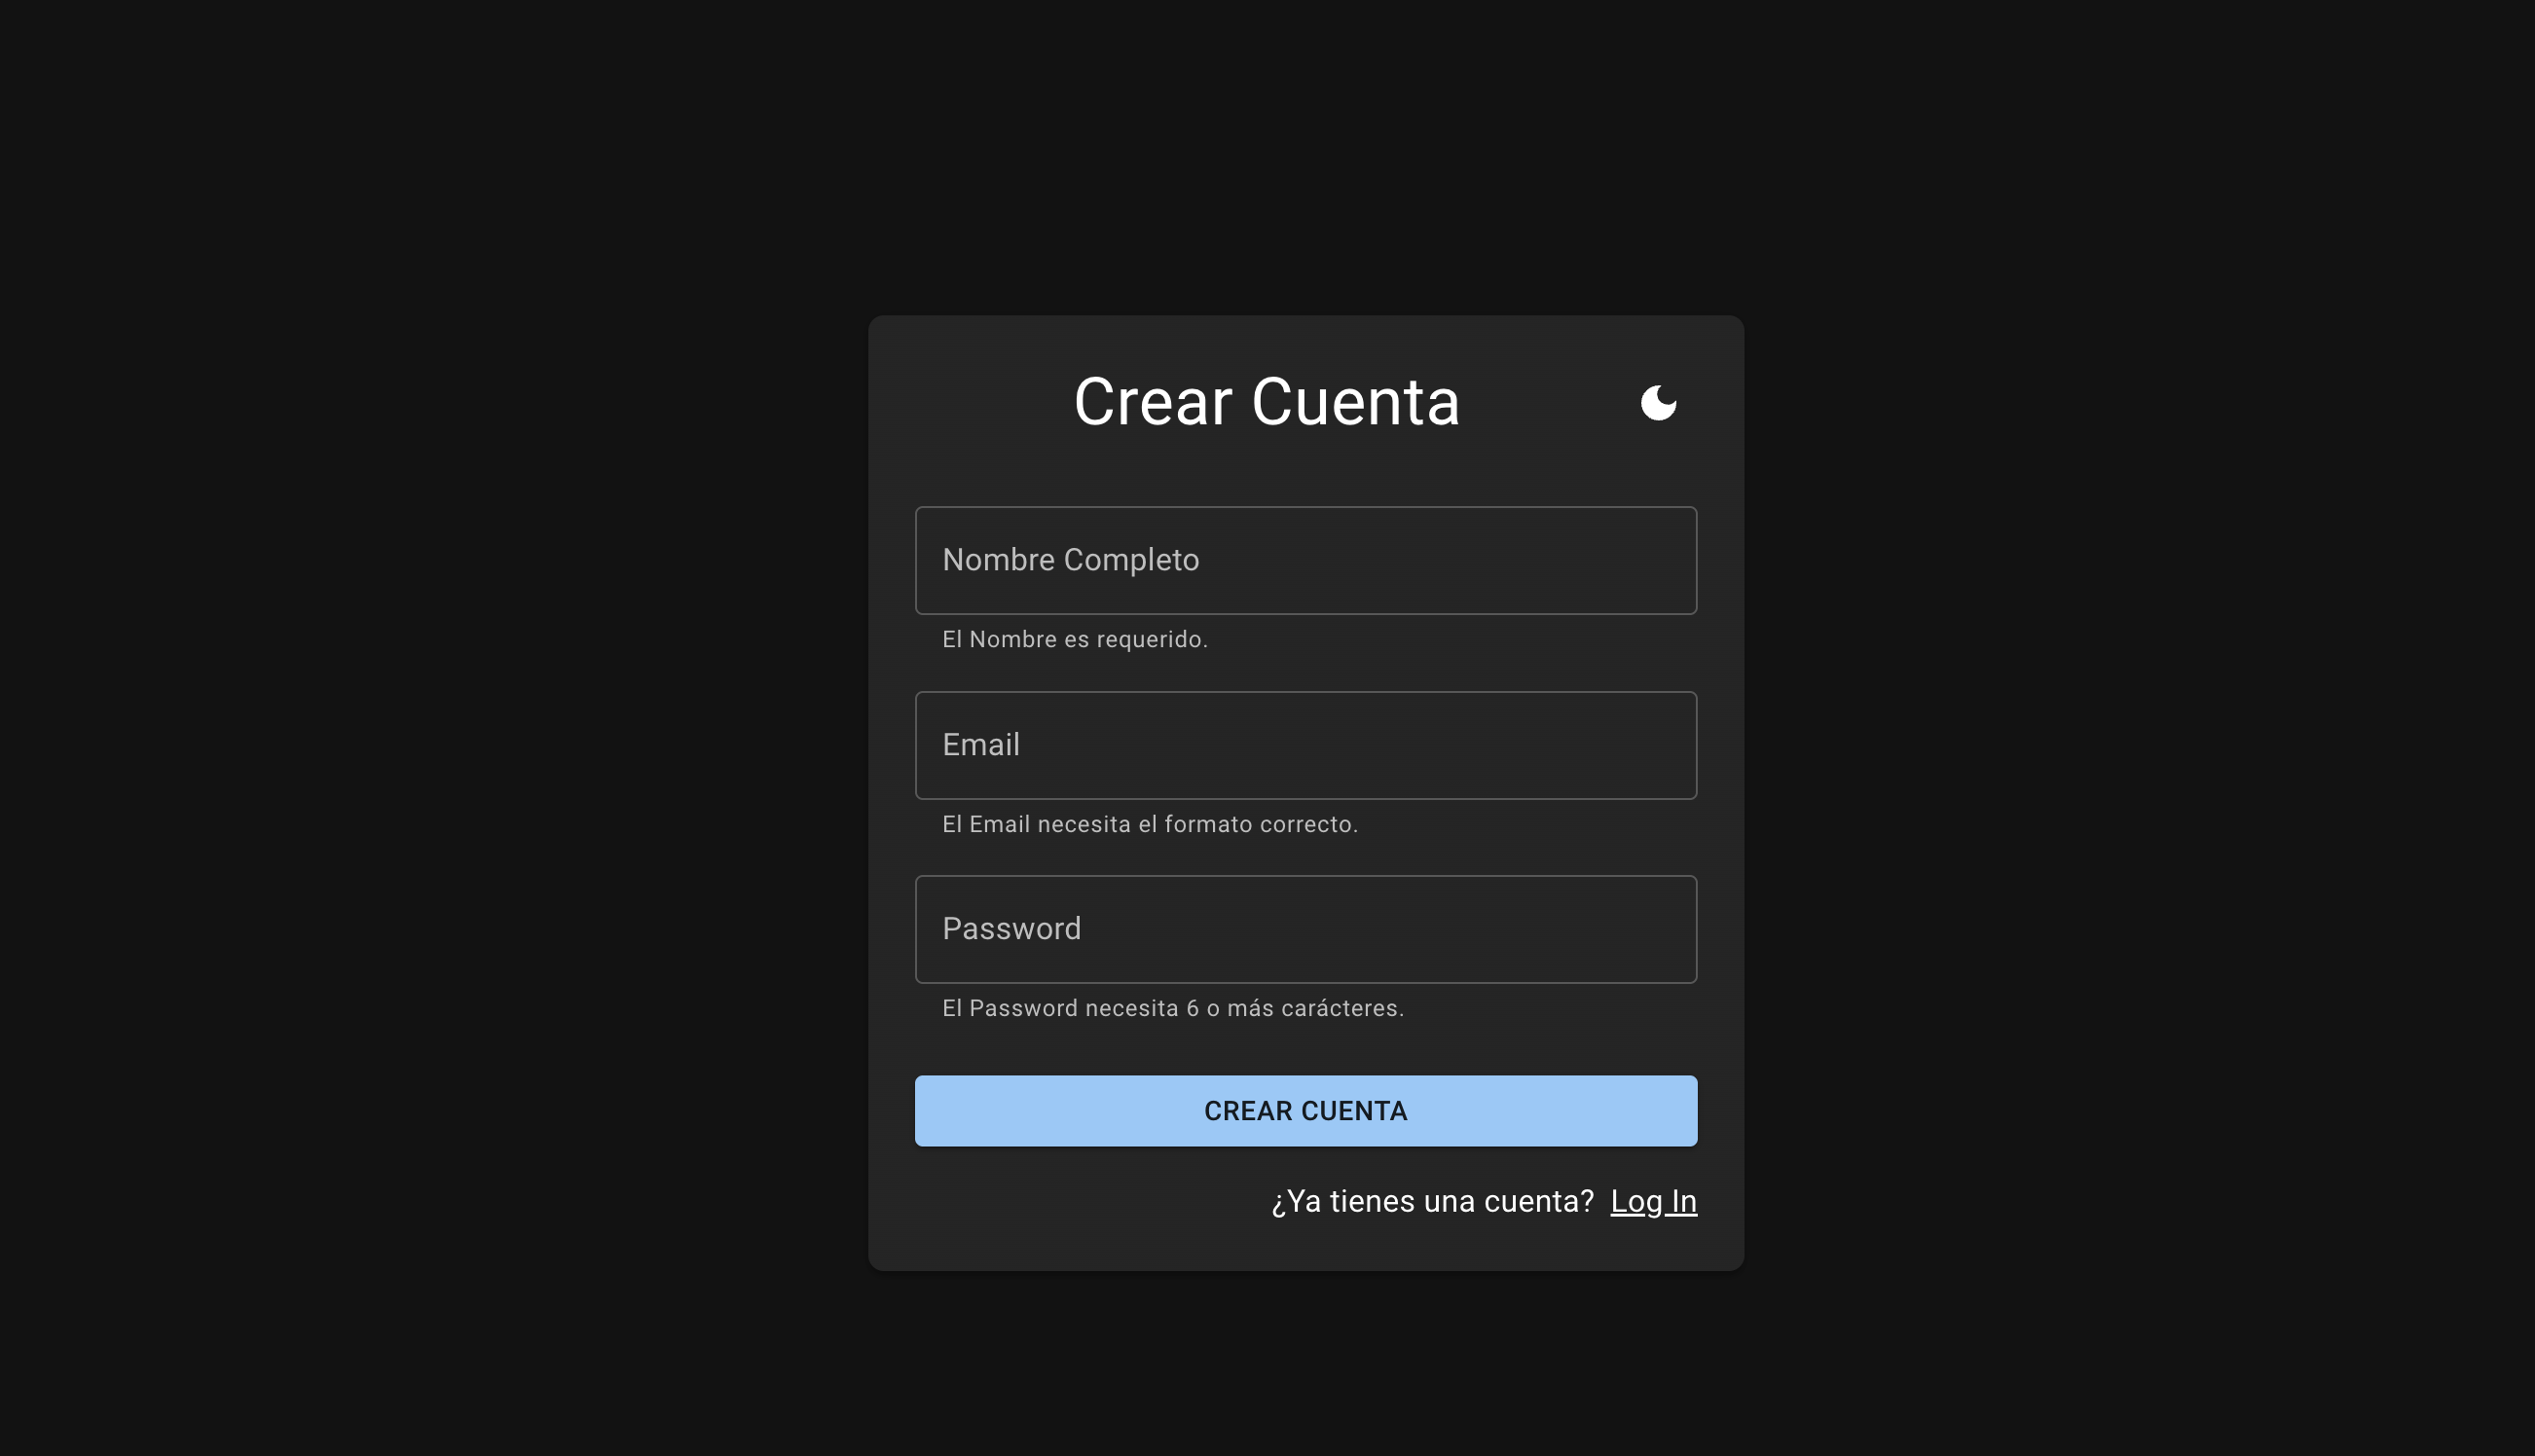 Crear Cuenta
Nombre Completo
El Nombre es requerido.
Email
El Email necesita el formato correcto.
Password
El Password necesita 6 o más carácteres.
CREAR CUENTA
¿Ya tienes una cuenta? Log In